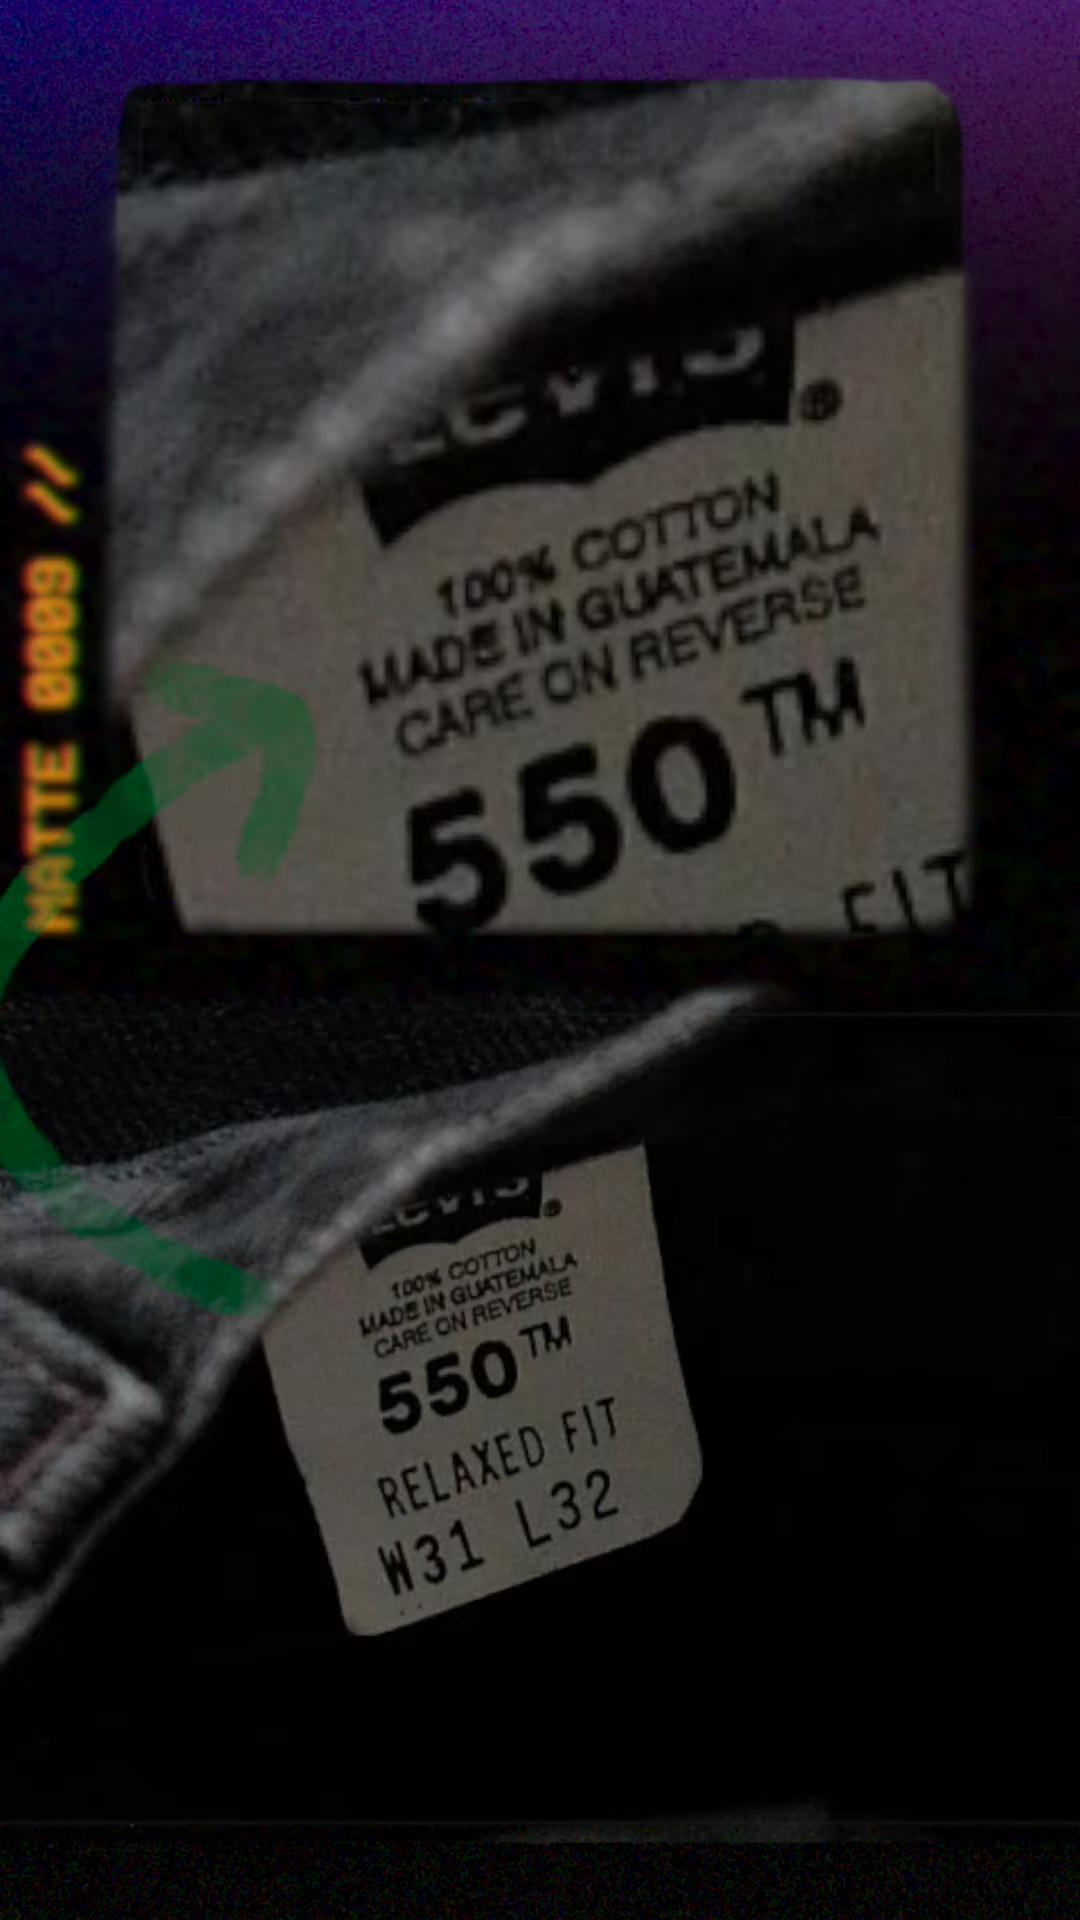 MATTE 0009 //
LEVI'S
®
100% COTTON
MADE IN GUATEMALA
CARE ON REVERSE
550™
FIT
LEVI'S
®
100% COTTON
MADE IN GUATEMALA
CARE ON REVERSE
550™
RELAXED FIT
W31 L32